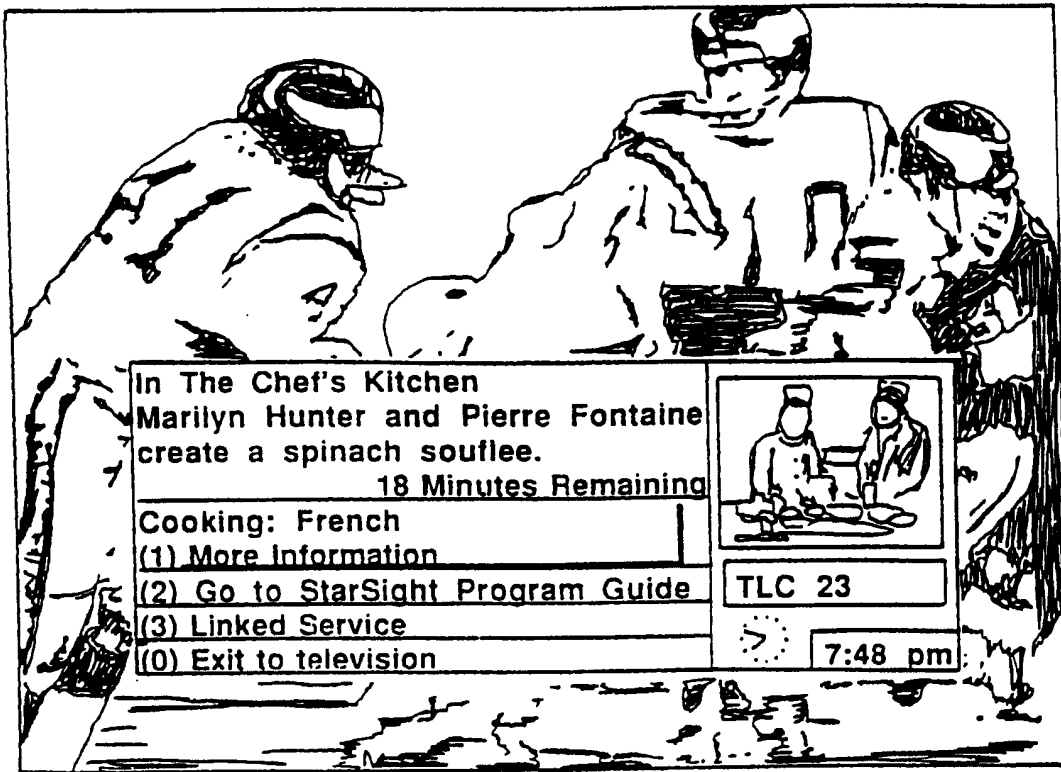 In The Chef's Kitchen
Marilyn Hunter and Pierre Fontaine
create a spinach souflee.
18 Minutes Remaining
Cooking: French
(1) More Information
(2) Go to StarSight Program Guide
(3) Linked Service
(0) Exit to television
TLC 23
7:48 pm